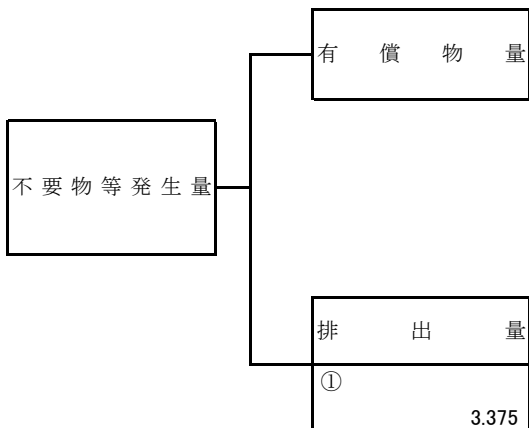 有償物量
不要物等発生量
排出量
①
3.375